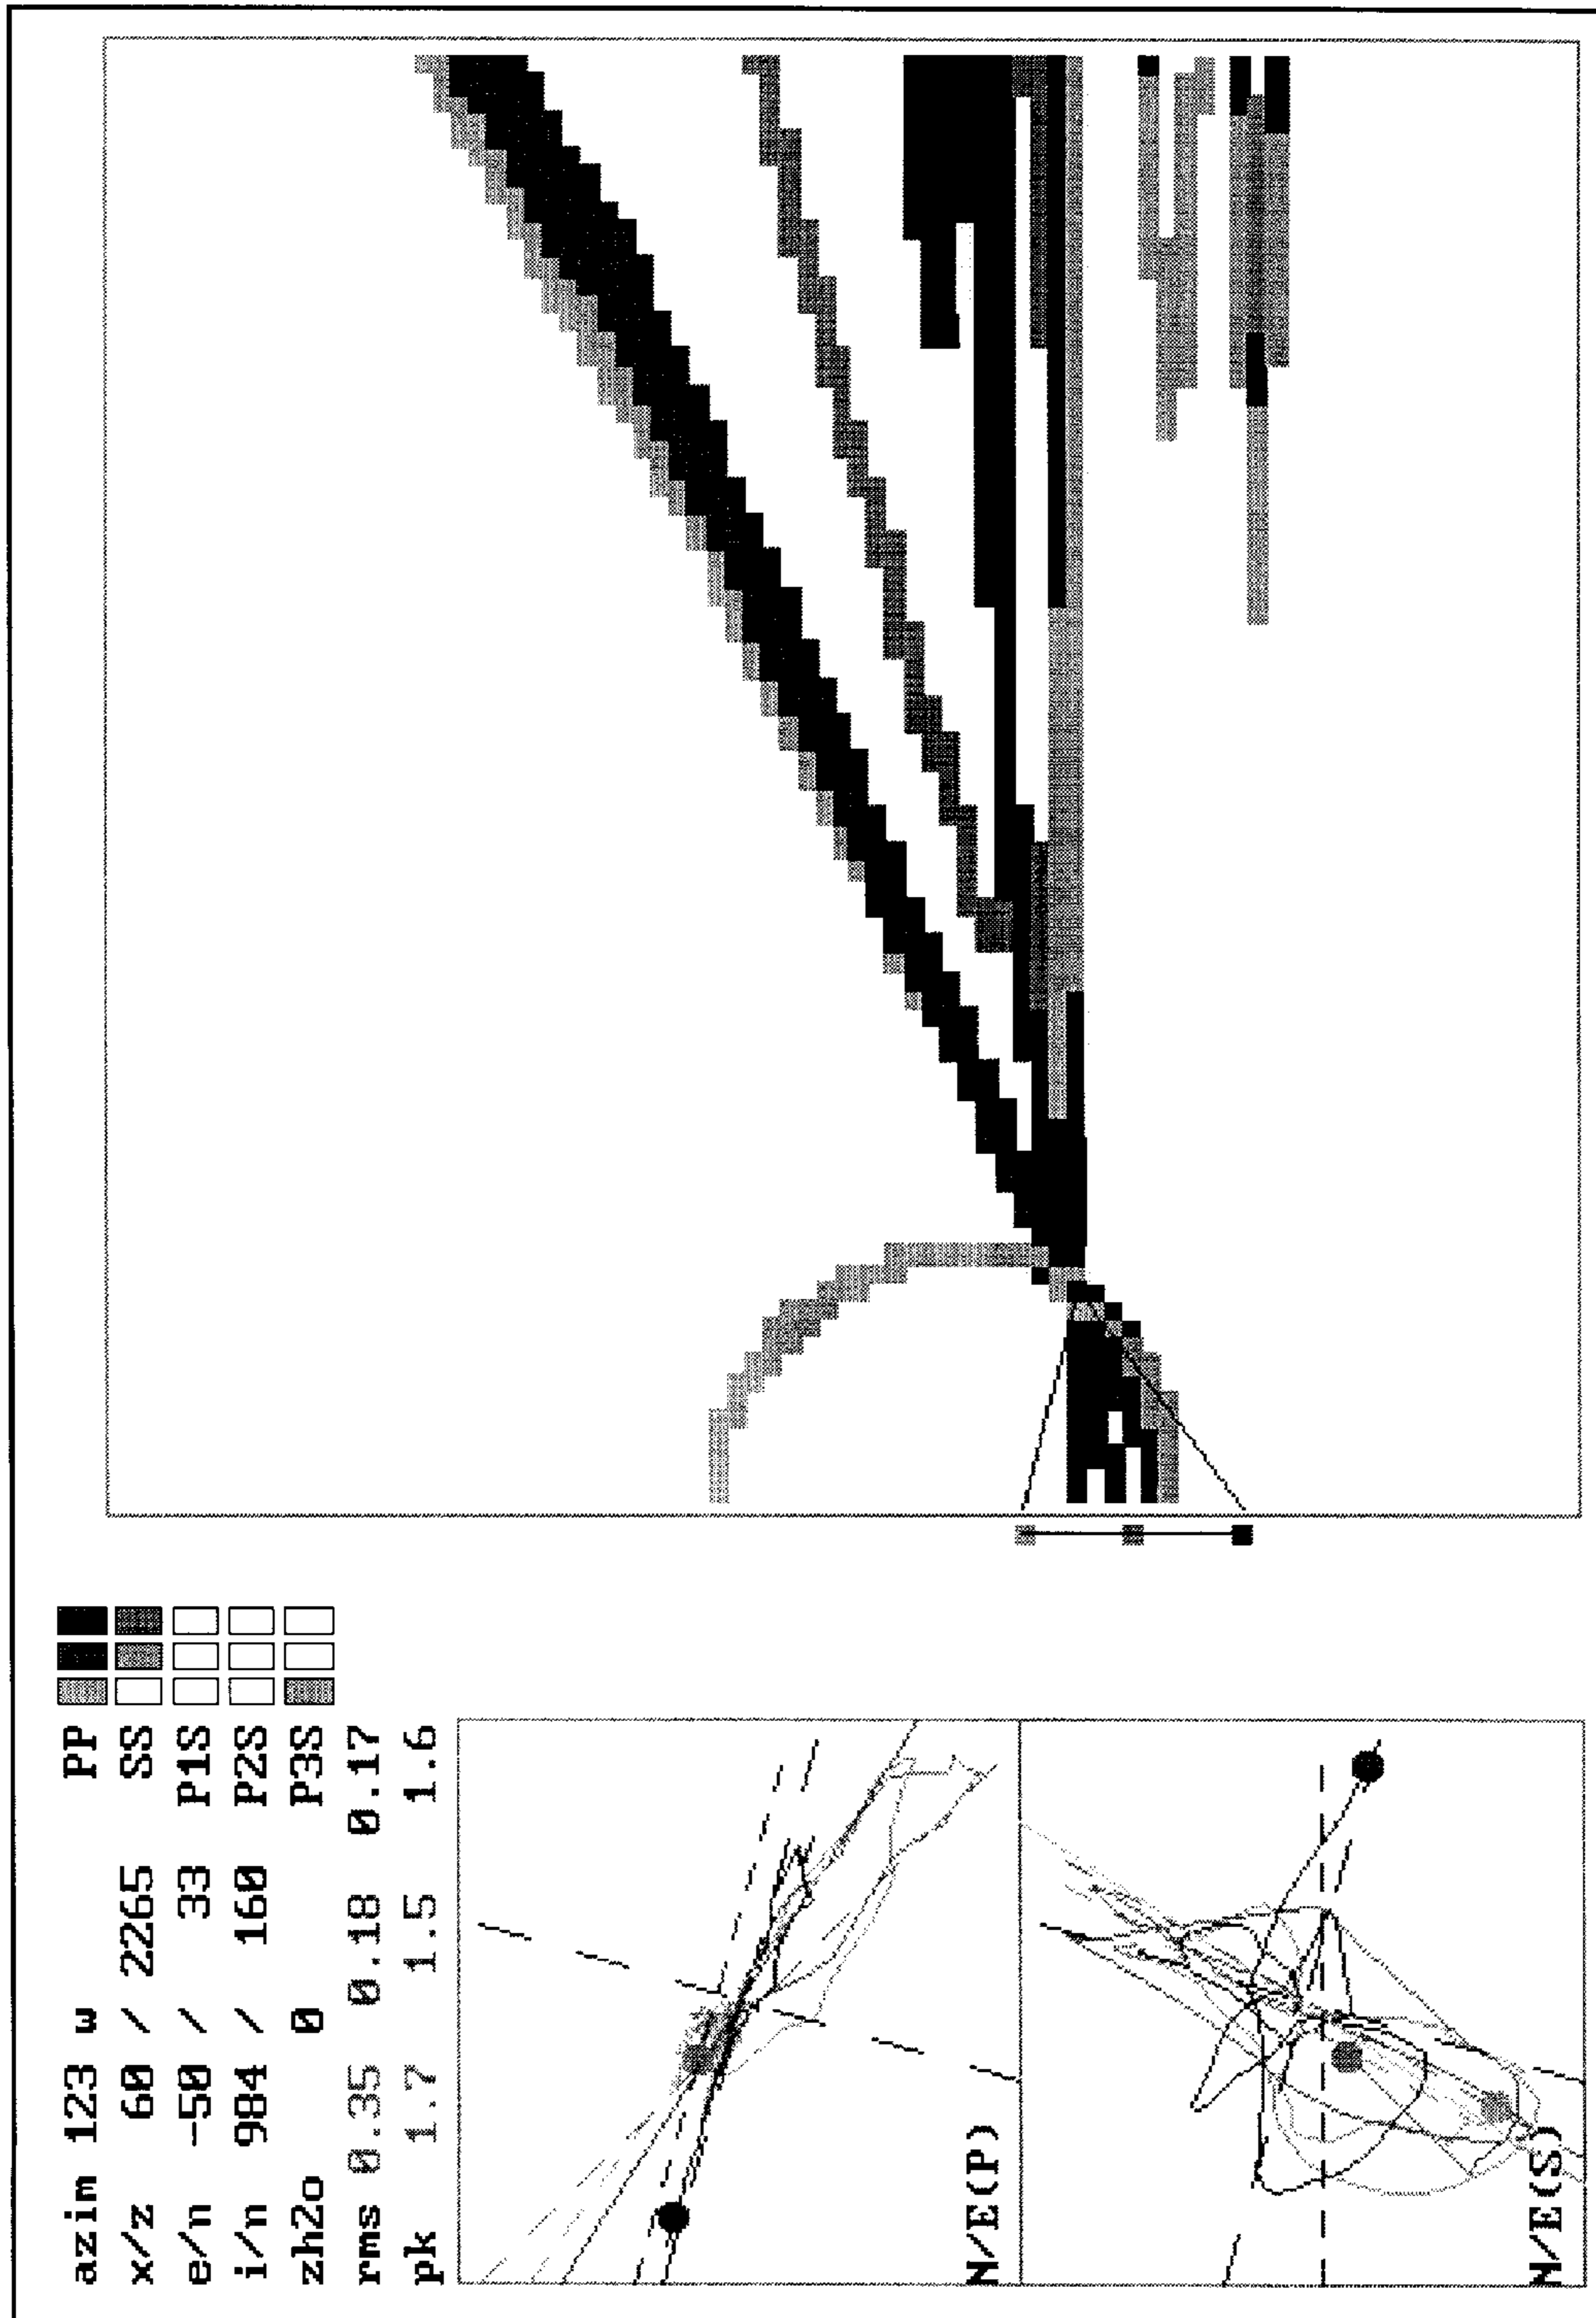 azim 123 w PP
x/z 60 / 2265 SS
e/n -50 / 33 P1S
i/n 984 / 160 P2S
zh2o 0 P3S
rms 0.35 0.18 0.17
pk 1.7 1.5 1.6
N/E(P)
N/E(S)